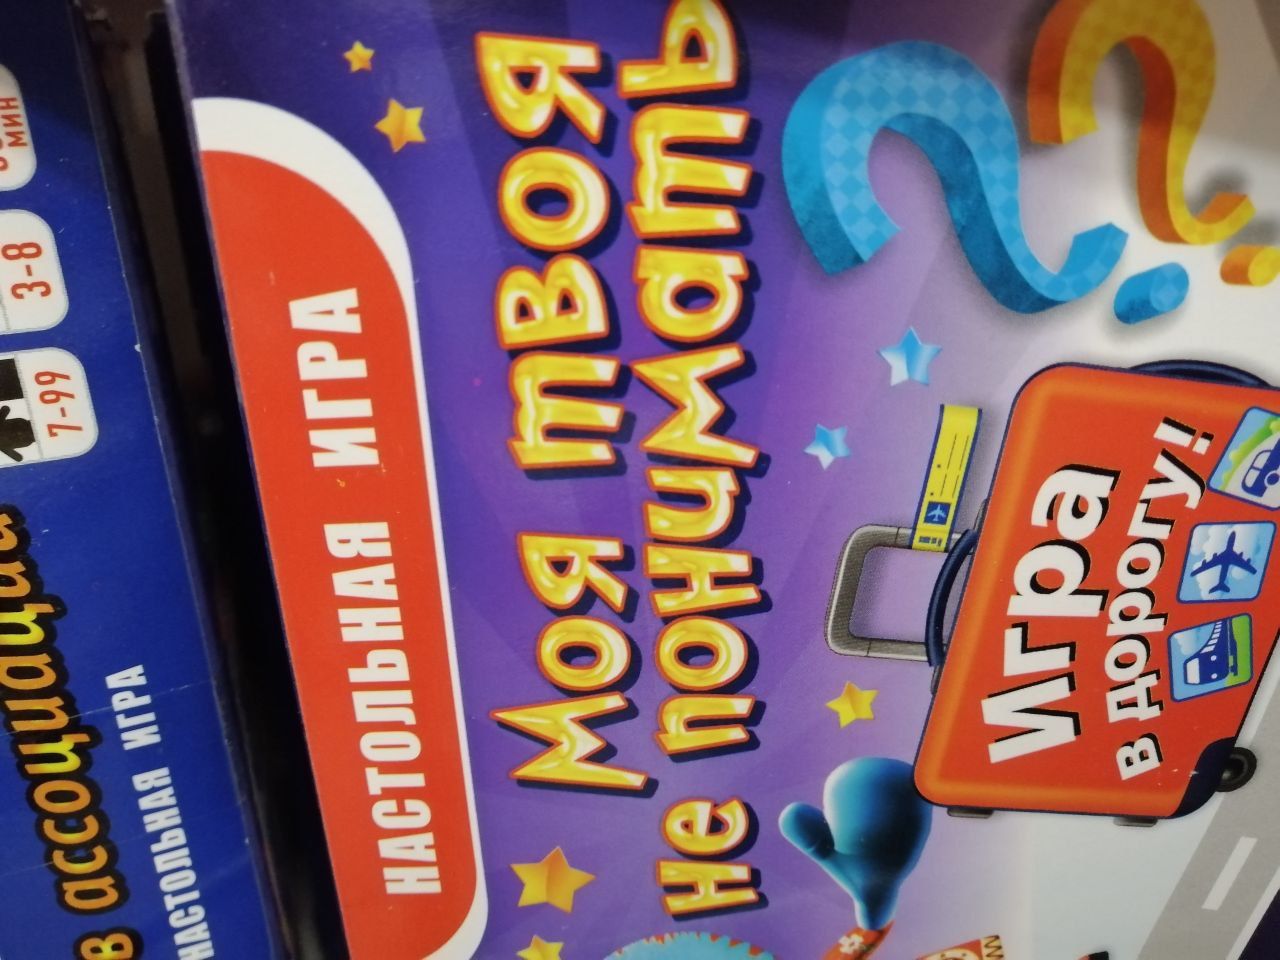 НАСТОЛЬНАЯ ИГРА
Моя твоя
не понимать
Игра
в дорогу!
МИН
3-8
7-99
в ассоциации
НАСТОЛЬНАЯ ИГРА